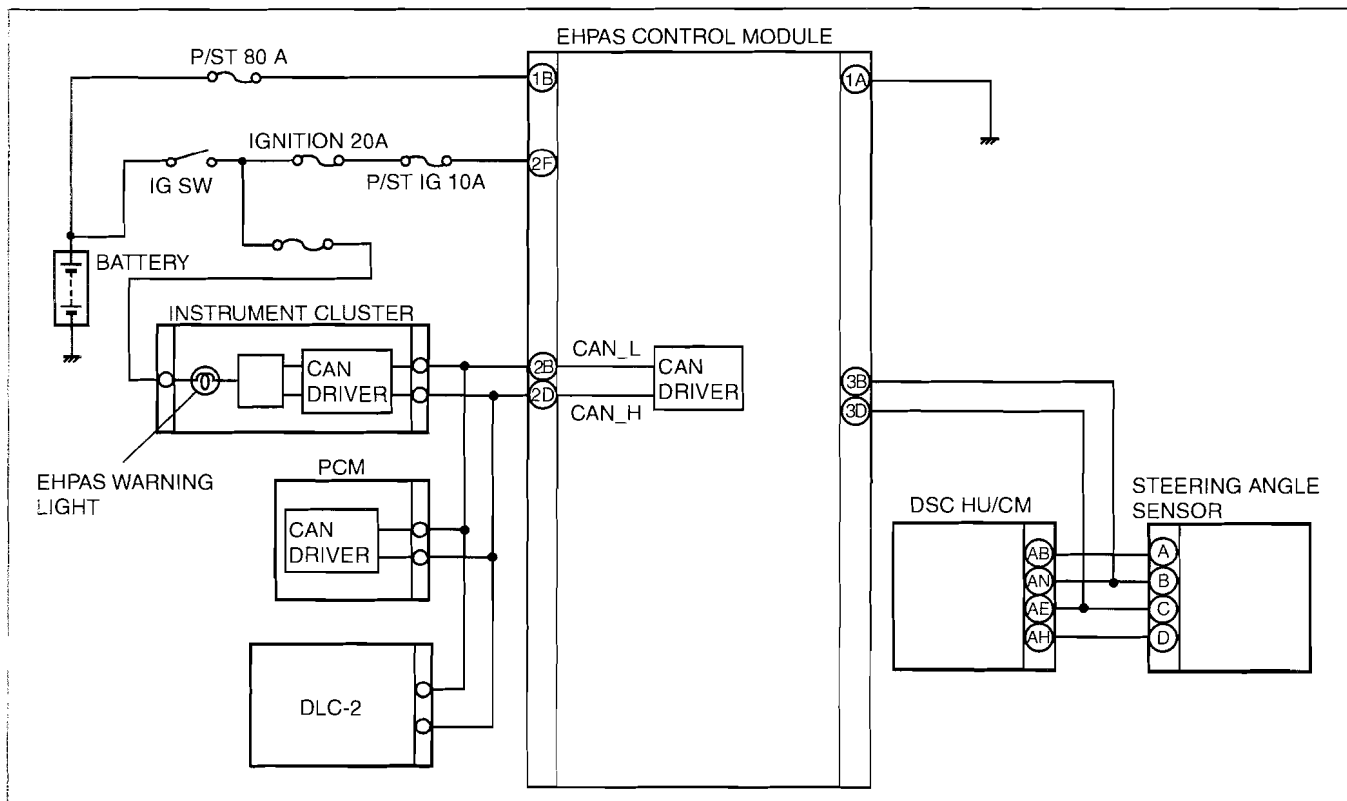 EHPAS CONTROL MODULE
P/ST 80 A
1B
1A
IGNITION 20A
2F
IG SW
P/ST IG 10A
BATTERY
INSTRUMENT CLUSTER
CAN
DRIVER
2B
CAN_L
CAN
DRIVER
2D
CAN_H
3B
3D
EHPAS WARNING
LIGHT
PCM
CAN
DRIVER
DSC HU/CM
STEERING ANGLE
SENSOR
AB
A
AN
B
AE
C
AH
D
DLC-2